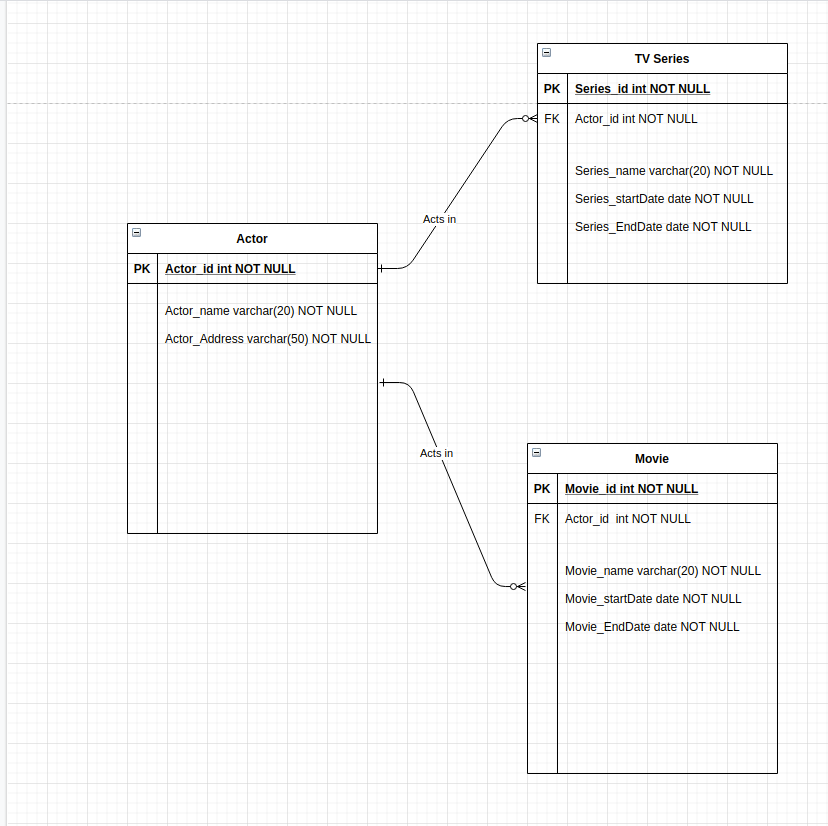 TV Series
PK Series_id int NOT NULL
FK Actor_id int NOT NULL
Series_name varchar(20) NOT NULL
Series_startDate date NOT NULL
Series_EndDate date NOT NULL
Acts in
Actor
PK Actor_id int NOT NULL
Actor_name varchar(20) NOT NULL
Actor_Address varchar(50) NOT NULL
Acts in
Movie
PK Movie_id int NOT NULL
FK Actor_id  int NOT NULL
Movie_name varchar(20) NOT NULL
Movie_startDate date NOT NULL
Movie_EndDate date NOT NULL